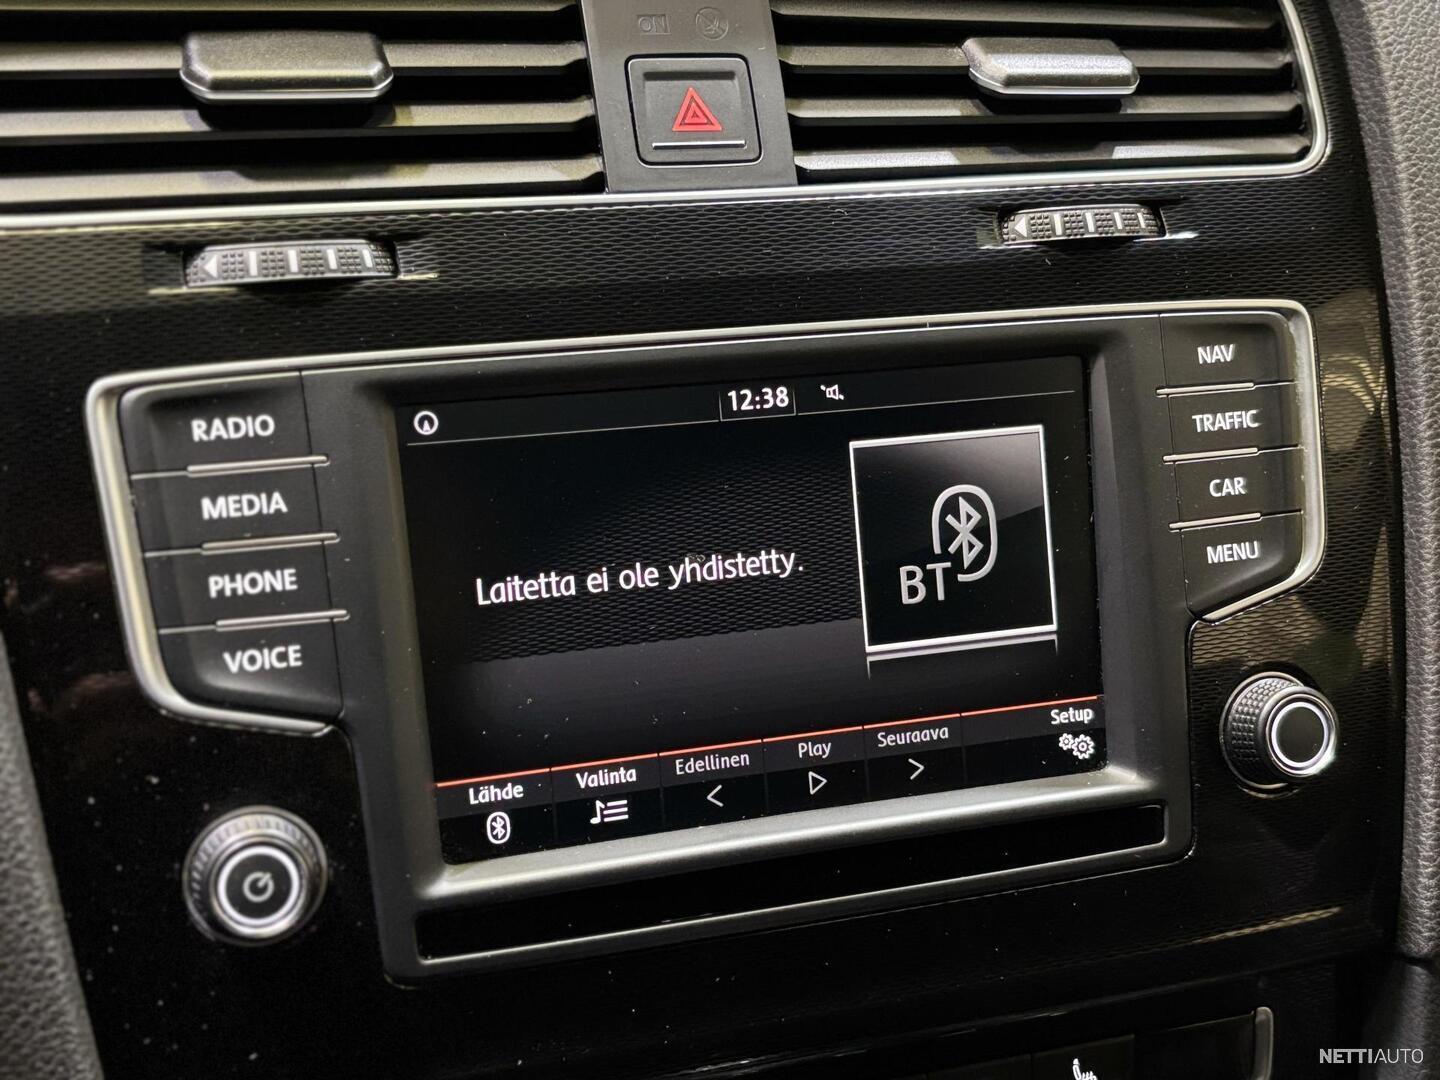 ON
RADIO
MEDIA
PHONE
VOICE
12:38
Laitetta ei ole yhdistetty.
BT
Lähde
Valinta
Edellinen
Play
Seuraava
Setup
NAV
TRAFFIC
CAR
MENU
NETTIAUTO